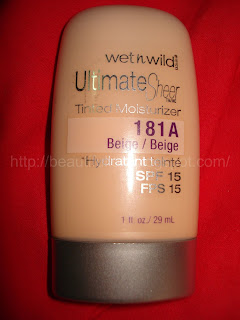 wet n wild
Ultimate Sheer
Tinted Moisturizer
181A
Beige / Beige
Hydratant teinté
SPF 15
FPS 15
1 fl oz / 29 mL